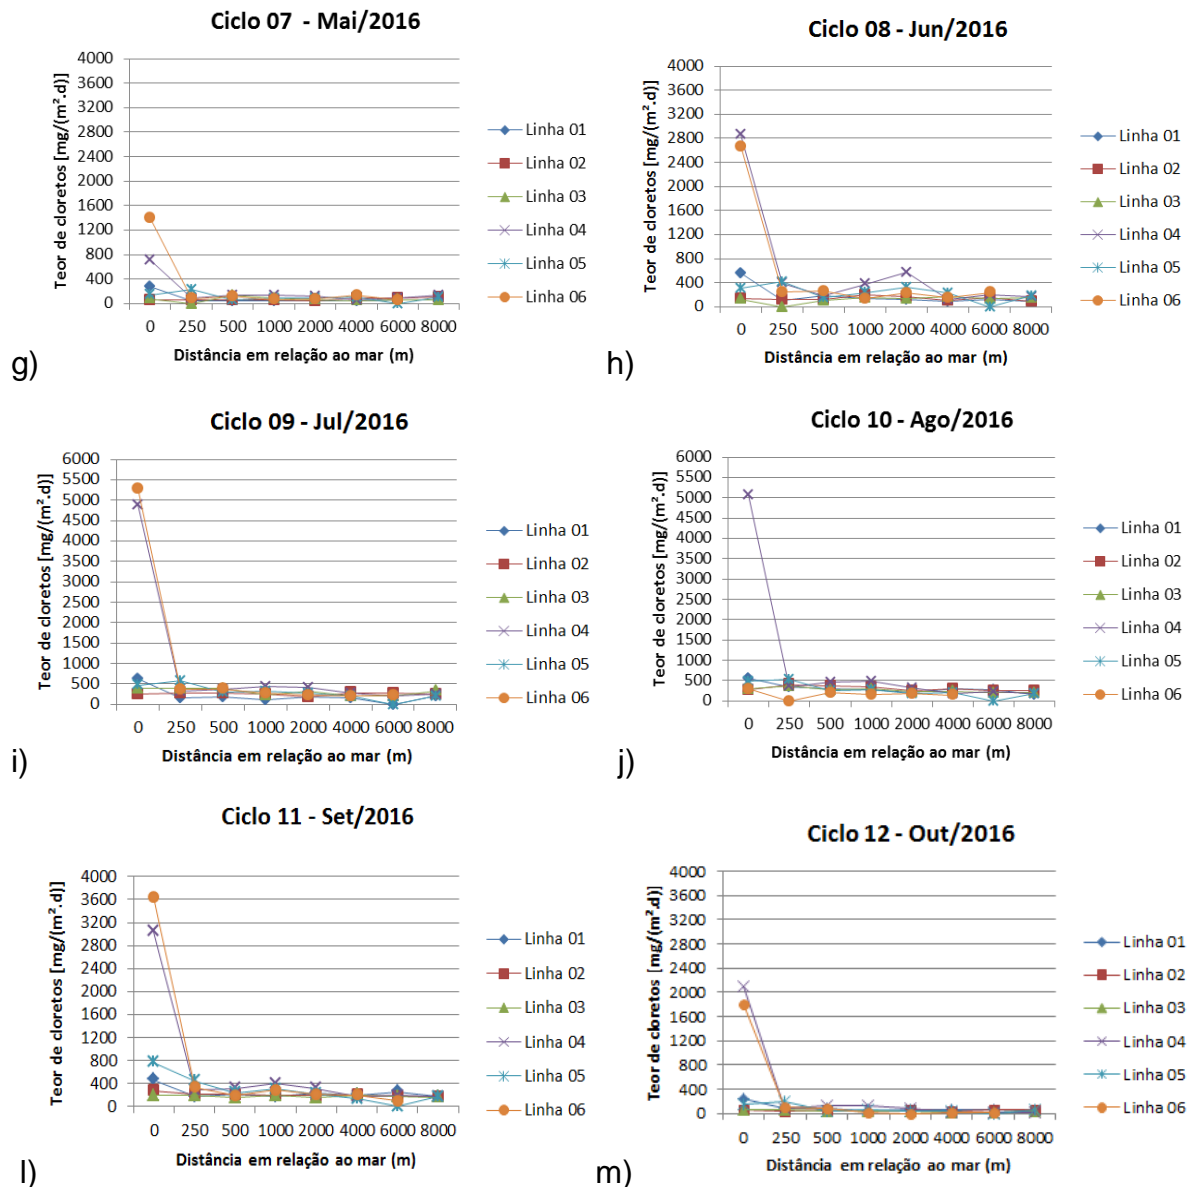 Ciclo 07 - Mai/2016
Teor de cloretos [mg/(m².d)]
4000
3600
3200
2800
2400
2000
1600
1200
800
400
0
0 250 500 1000 2000 4000 6000 8000
Distância em relação ao mar (m)
Linha 01
Linha 02
Linha 03
Linha 04
Linha 05
Linha 06
g)
Ciclo 08 - Jun/2016
Teor de cloretos [mg/(m².d)]
4000
3600
3200
2800
2400
2000
1600
1200
800
400
0
0 250 500 1000 2000 4000 6000 8000
Distância em relação ao mar (m)
Linha 01
Linha 02
Linha 03
Linha 04
Linha 05
Linha 06
h)
Ciclo 09 - Jul/2016
Teor de cloretos [mg/(m².d)]
6000
5500
5000
4500
4000
3500
3000
2500
2000
1500
1000
500
0
0 250 500 1000 2000 4000 6000 8000
Distância em relação ao mar (m)
Linha 01
Linha 02
Linha 03
Linha 04
Linha 05
Linha 06
i)
Ciclo 10 - Ago/2016
Teor de cloretos [mg/(m².d)]
6000
5500
5000
4500
4000
3500
3000
2500
2000
1500
1000
500
0
0 250 500 1000 2000 4000 6000 8000
Distância em relação ao mar (m)
Linha 01
Linha 02
Linha 03
Linha 04
Linha 05
Linha 06
j)
Ciclo 11 - Set/2016
Teor de cloretos [mg/(m².d)]
4000
3600
3200
2800
2400
2000
1600
1200
800
400
0
0 250 500 1000 2000 4000 6000 8000
Distância em relação ao mar (m)
Linha 01
Linha 02
Linha 03
Linha 04
Linha 05
Linha 06
l)
Ciclo 12 - Out/2016
Teor de cloretos [mg/(m².d)]
4000
3600
3200
2800
2400
2000
1600
1200
800
400
0
0 250 500 1000 2000 4000 6000 8000
Distância em relação ao mar (m)
Linha 01
Linha 02
Linha 03
Linha 04
Linha 05
Linha 06
m)